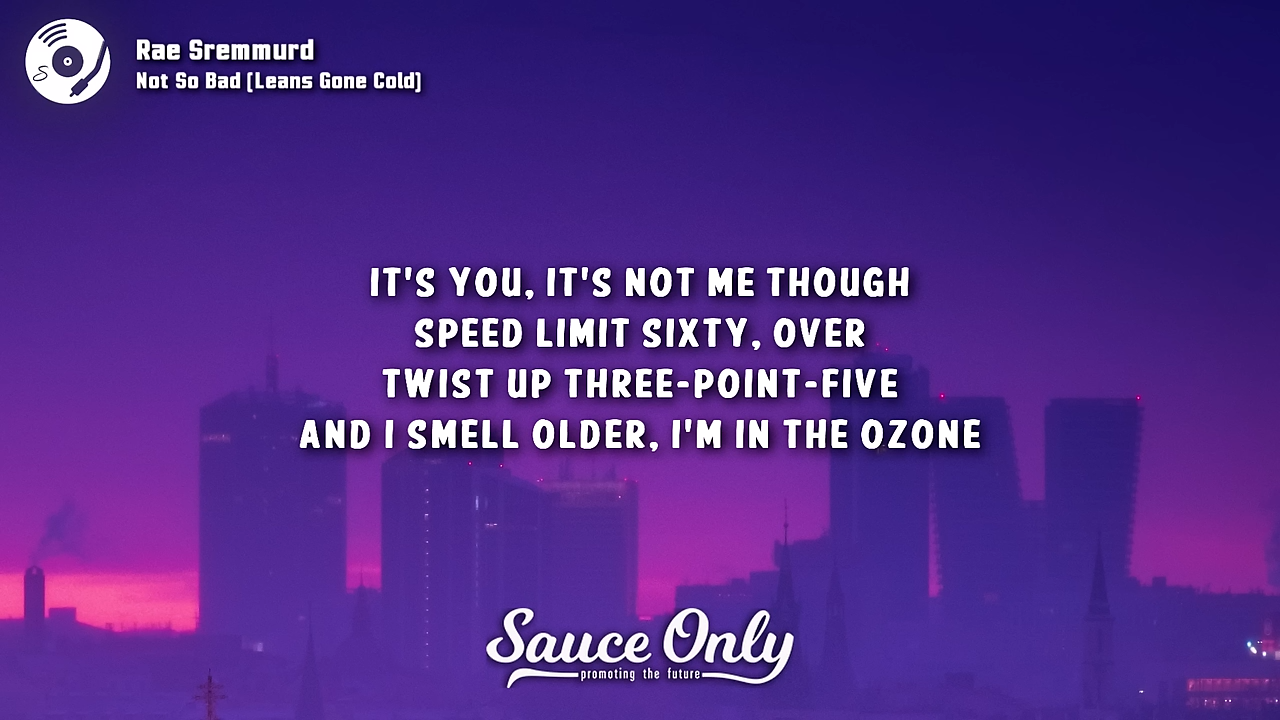 Rae Sremmurd
Not So Bad [Leans Gone Cold]
IT'S YOU, IT'S NOT ME THOUGH
SPEED LIMIT SIXTY, OVER
TWIST UP THREE-POINT-FIVE
AND I SMELL OLDER, I'M IN THE OZONE
Sauce Only
promoting the future